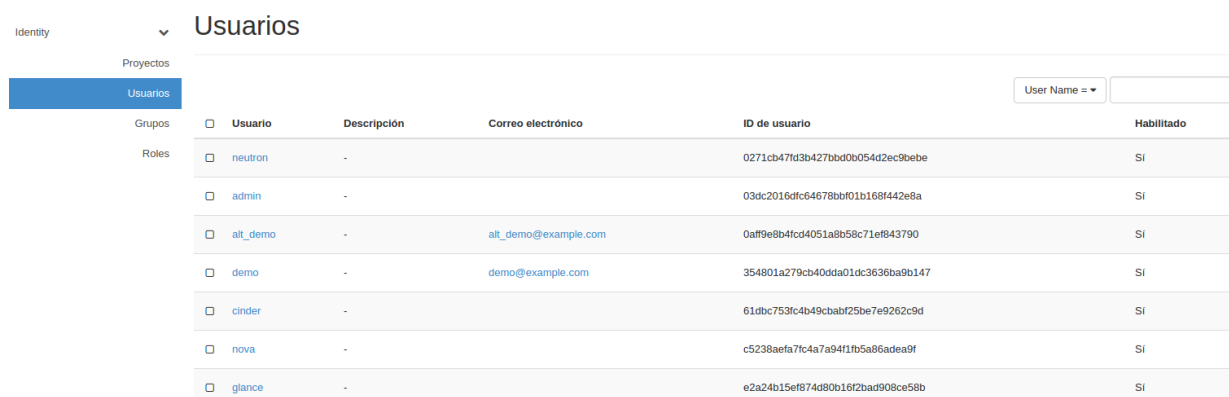 Usuarios
Identity
Proyectos
Usuarios
Grupos
Roles
User Name =
Usuario Descripción Correo electrónico ID de usuario Habilitado
neutron - 0271cb47fd3b427bbd0b054d2ec9bebe Sí
admin - 03dc2016dfc64678bbf01b168f442e8a Sí
alt_demo - alt_demo@example.com 0aff9e8b4fcd4051a8b58c71ef843790 Sí
demo - demo@example.com 354801a279cb40dda01dc3636ba9b147 Sí
cinder - 61dbc753fc4b49cbabf25be7e9262c9d Sí
nova - c5238aefa7fc4a7a94f1fb5a86adea9f Sí
glance - e2a24b15ef874d80b16f2bad908ce58b Sí